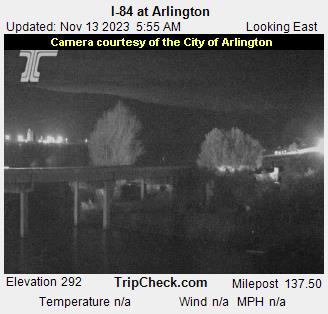 I-84 at Arlington
Updated: Nov 13 2023 5:55 AM Looking East
Camera courtesy of the City of Arlington
Elevation 292 TripCheck.com Milepost 137.50
Temperature n/a Wind n/a MPH n/a